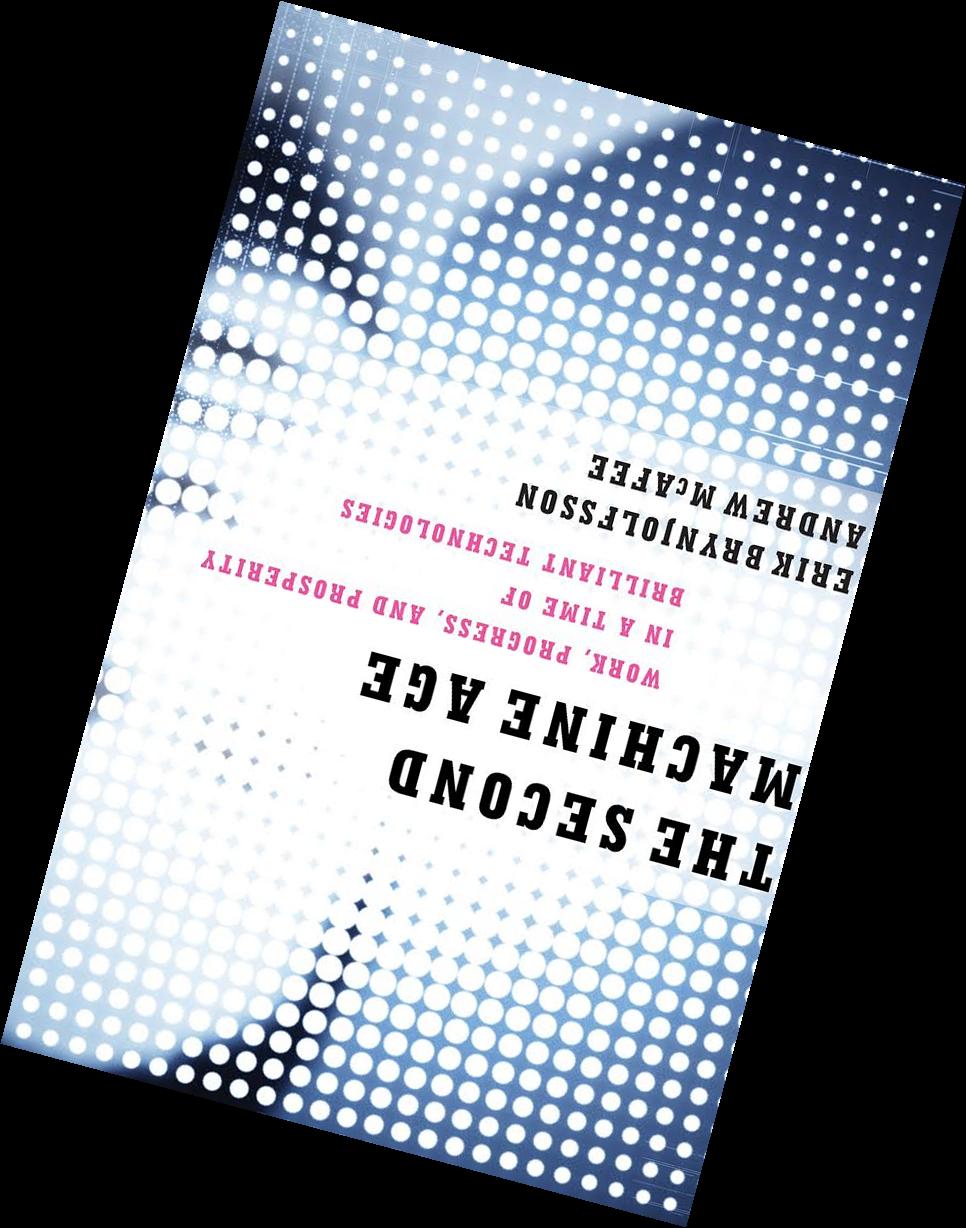 THE SECOND
MACHINE AGE
WORK, PROGRESS, AND PROSPERITY
IN A TIME OF
BRILLIANT TECHNOLOGIES
ERIK BRYNJOLFSSON
ANDREW McAFEE